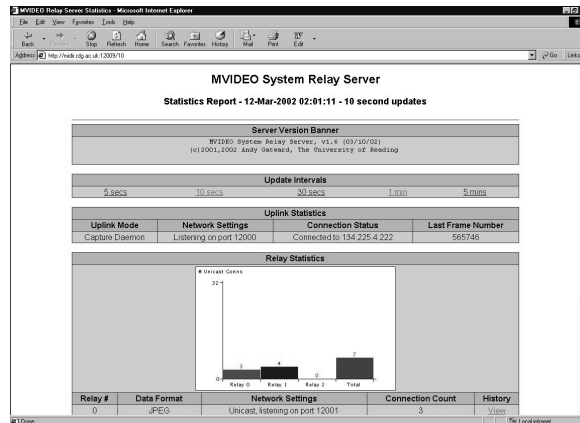 MVIDEO Relay Server Statistics - Microsoft Internet Explorer
File Edit View Favorites Tools Help
Back Forward Stop Refresh Home Search Favorites History Mail Print Edit
Address http://midir.rdg.ac.uk:12009/10 Go Links
MVIDEO System Relay Server
Statistics Report - 12-Mar-2002 02:01:11 - 10 second updates
Server Version Banner
MVIDEO System Relay Server, v1.6 (03/10/02)
(c)2001,2002 Andy Gatward, The University of Reading
Update Intervals
5 secs 10 secs 30 secs 1 min 5 mins
Uplink Statistics
Uplink Mode Network Settings Connection Status Last Frame Number
Capture Daemon Listening on port 12000 Connected to 134.225.4.222 565746
Relay Statistics
# Unicast Conns
32
3 4 0 7
0
Relay 0 Relay 1 Relay 2 Total
Relay # Data Format Network Settings Connection Count History
0 JPEG Unicast, listening on port 12001 3 View
Done Local intranet